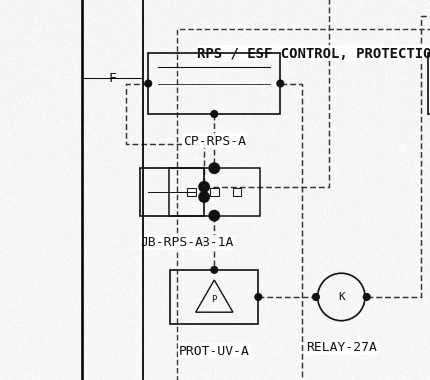 RPS / ESF CONTROL, PROTECTIO
F
CP-RPS-A
JB-RPS-A3-1A
P
K
PROT-UV-A
RELAY-27A